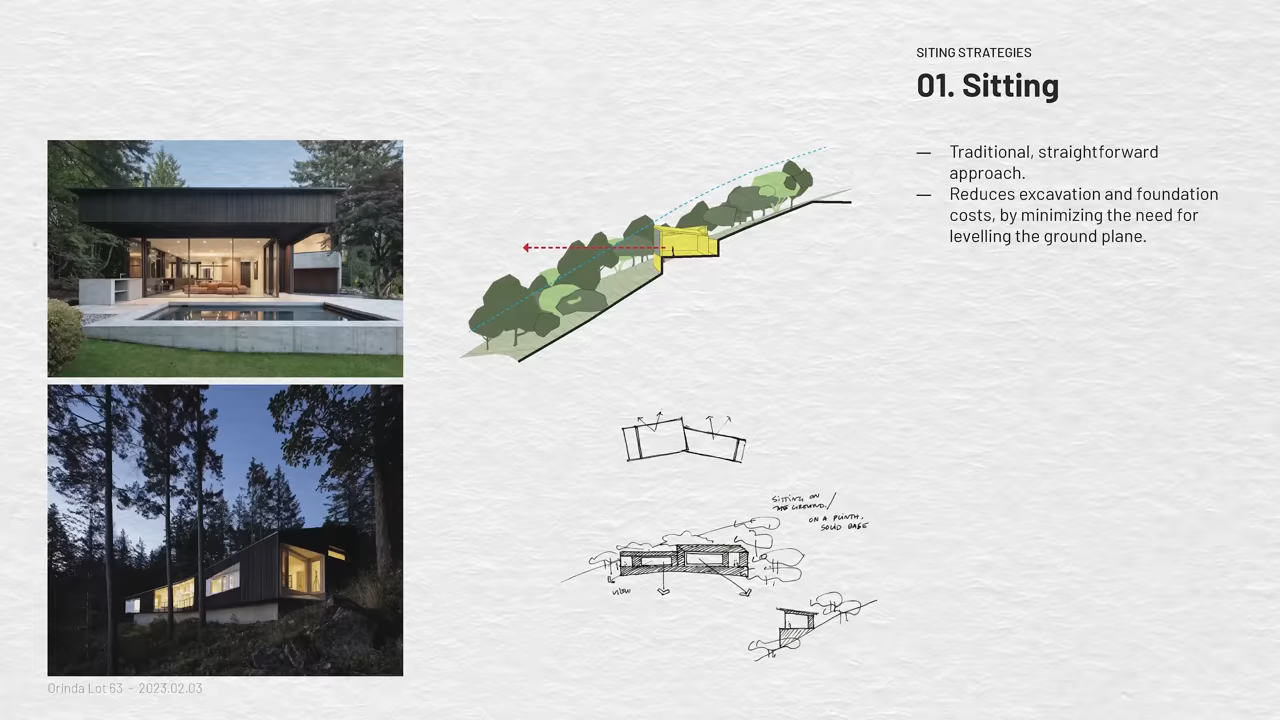 SITING STRATEGIES
01. Sitting
— Traditional, straightforward
approach.
— Reduces excavation and foundation
costs, by minimizing the need for
levelling the ground plane.
SITTING ON
THE GROUND /
ON A PLINTH,
SOLID BASE
VIEW
Orinda Lot 63 - 2023.02.03